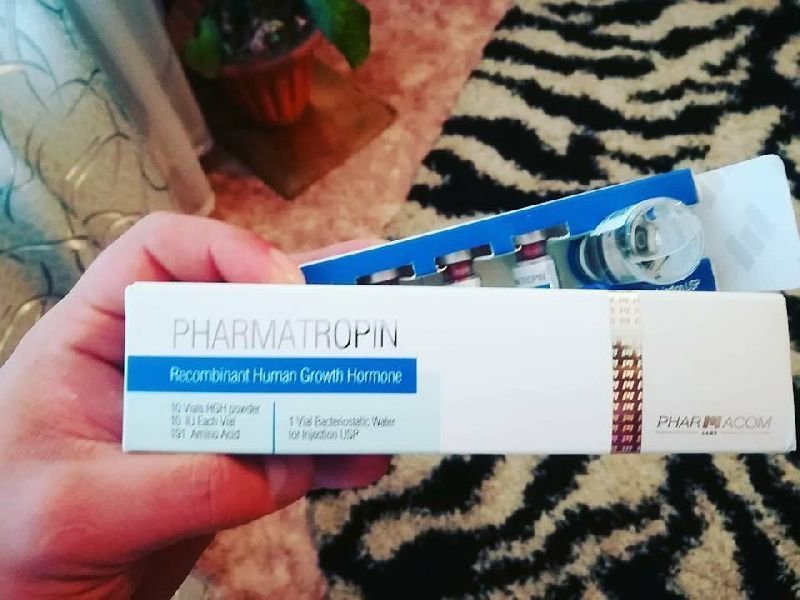 PHARMATROPIN
Recombinant Human Growth Hormone
10 Vials HGH powder
10 IU Each Vial
191 Amino Acid
1 Vial Bacteriostatic Water
for Injection USP
PHARMACOM
LABS